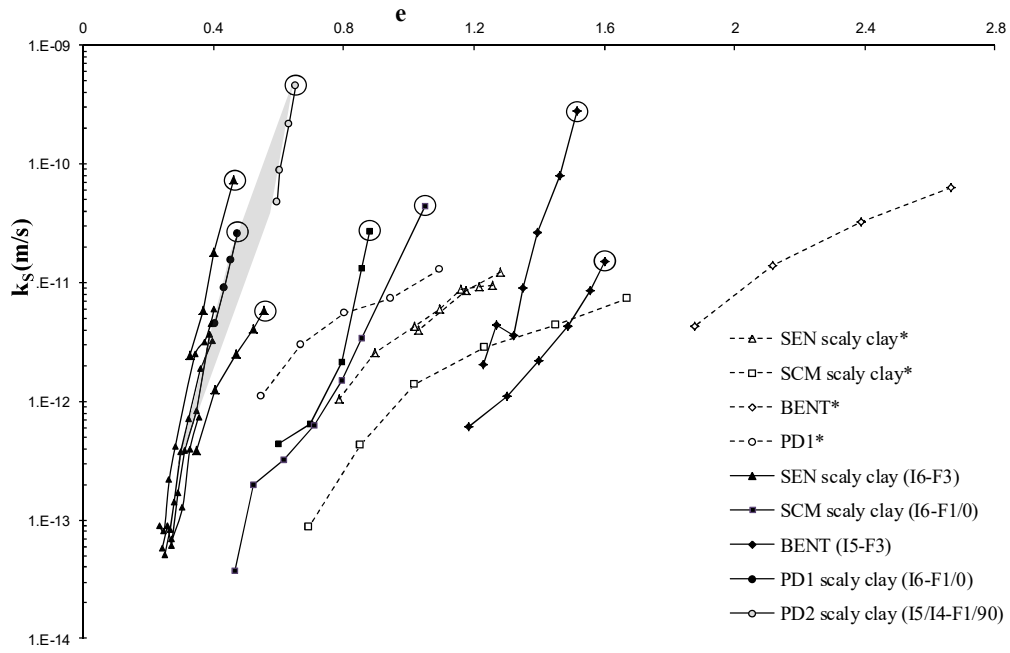 e
0 0.4 0.8 1.2 1.6 2 2.4 2.8
1.E-09
1.E-10
1.E-11
1.E-12
1.E-13
1.E-14
kS(m/s)
SEN scaly clay*
SCM scaly clay*
BENT*
PD1*
SEN scaly clay (I6-F3)
SCM scaly clay (I6-F1/0)
BENT (I5-F3)
PD1 scaly clay (I6-F1/0)
PD2 scaly clay (I5/I4-F1/90)